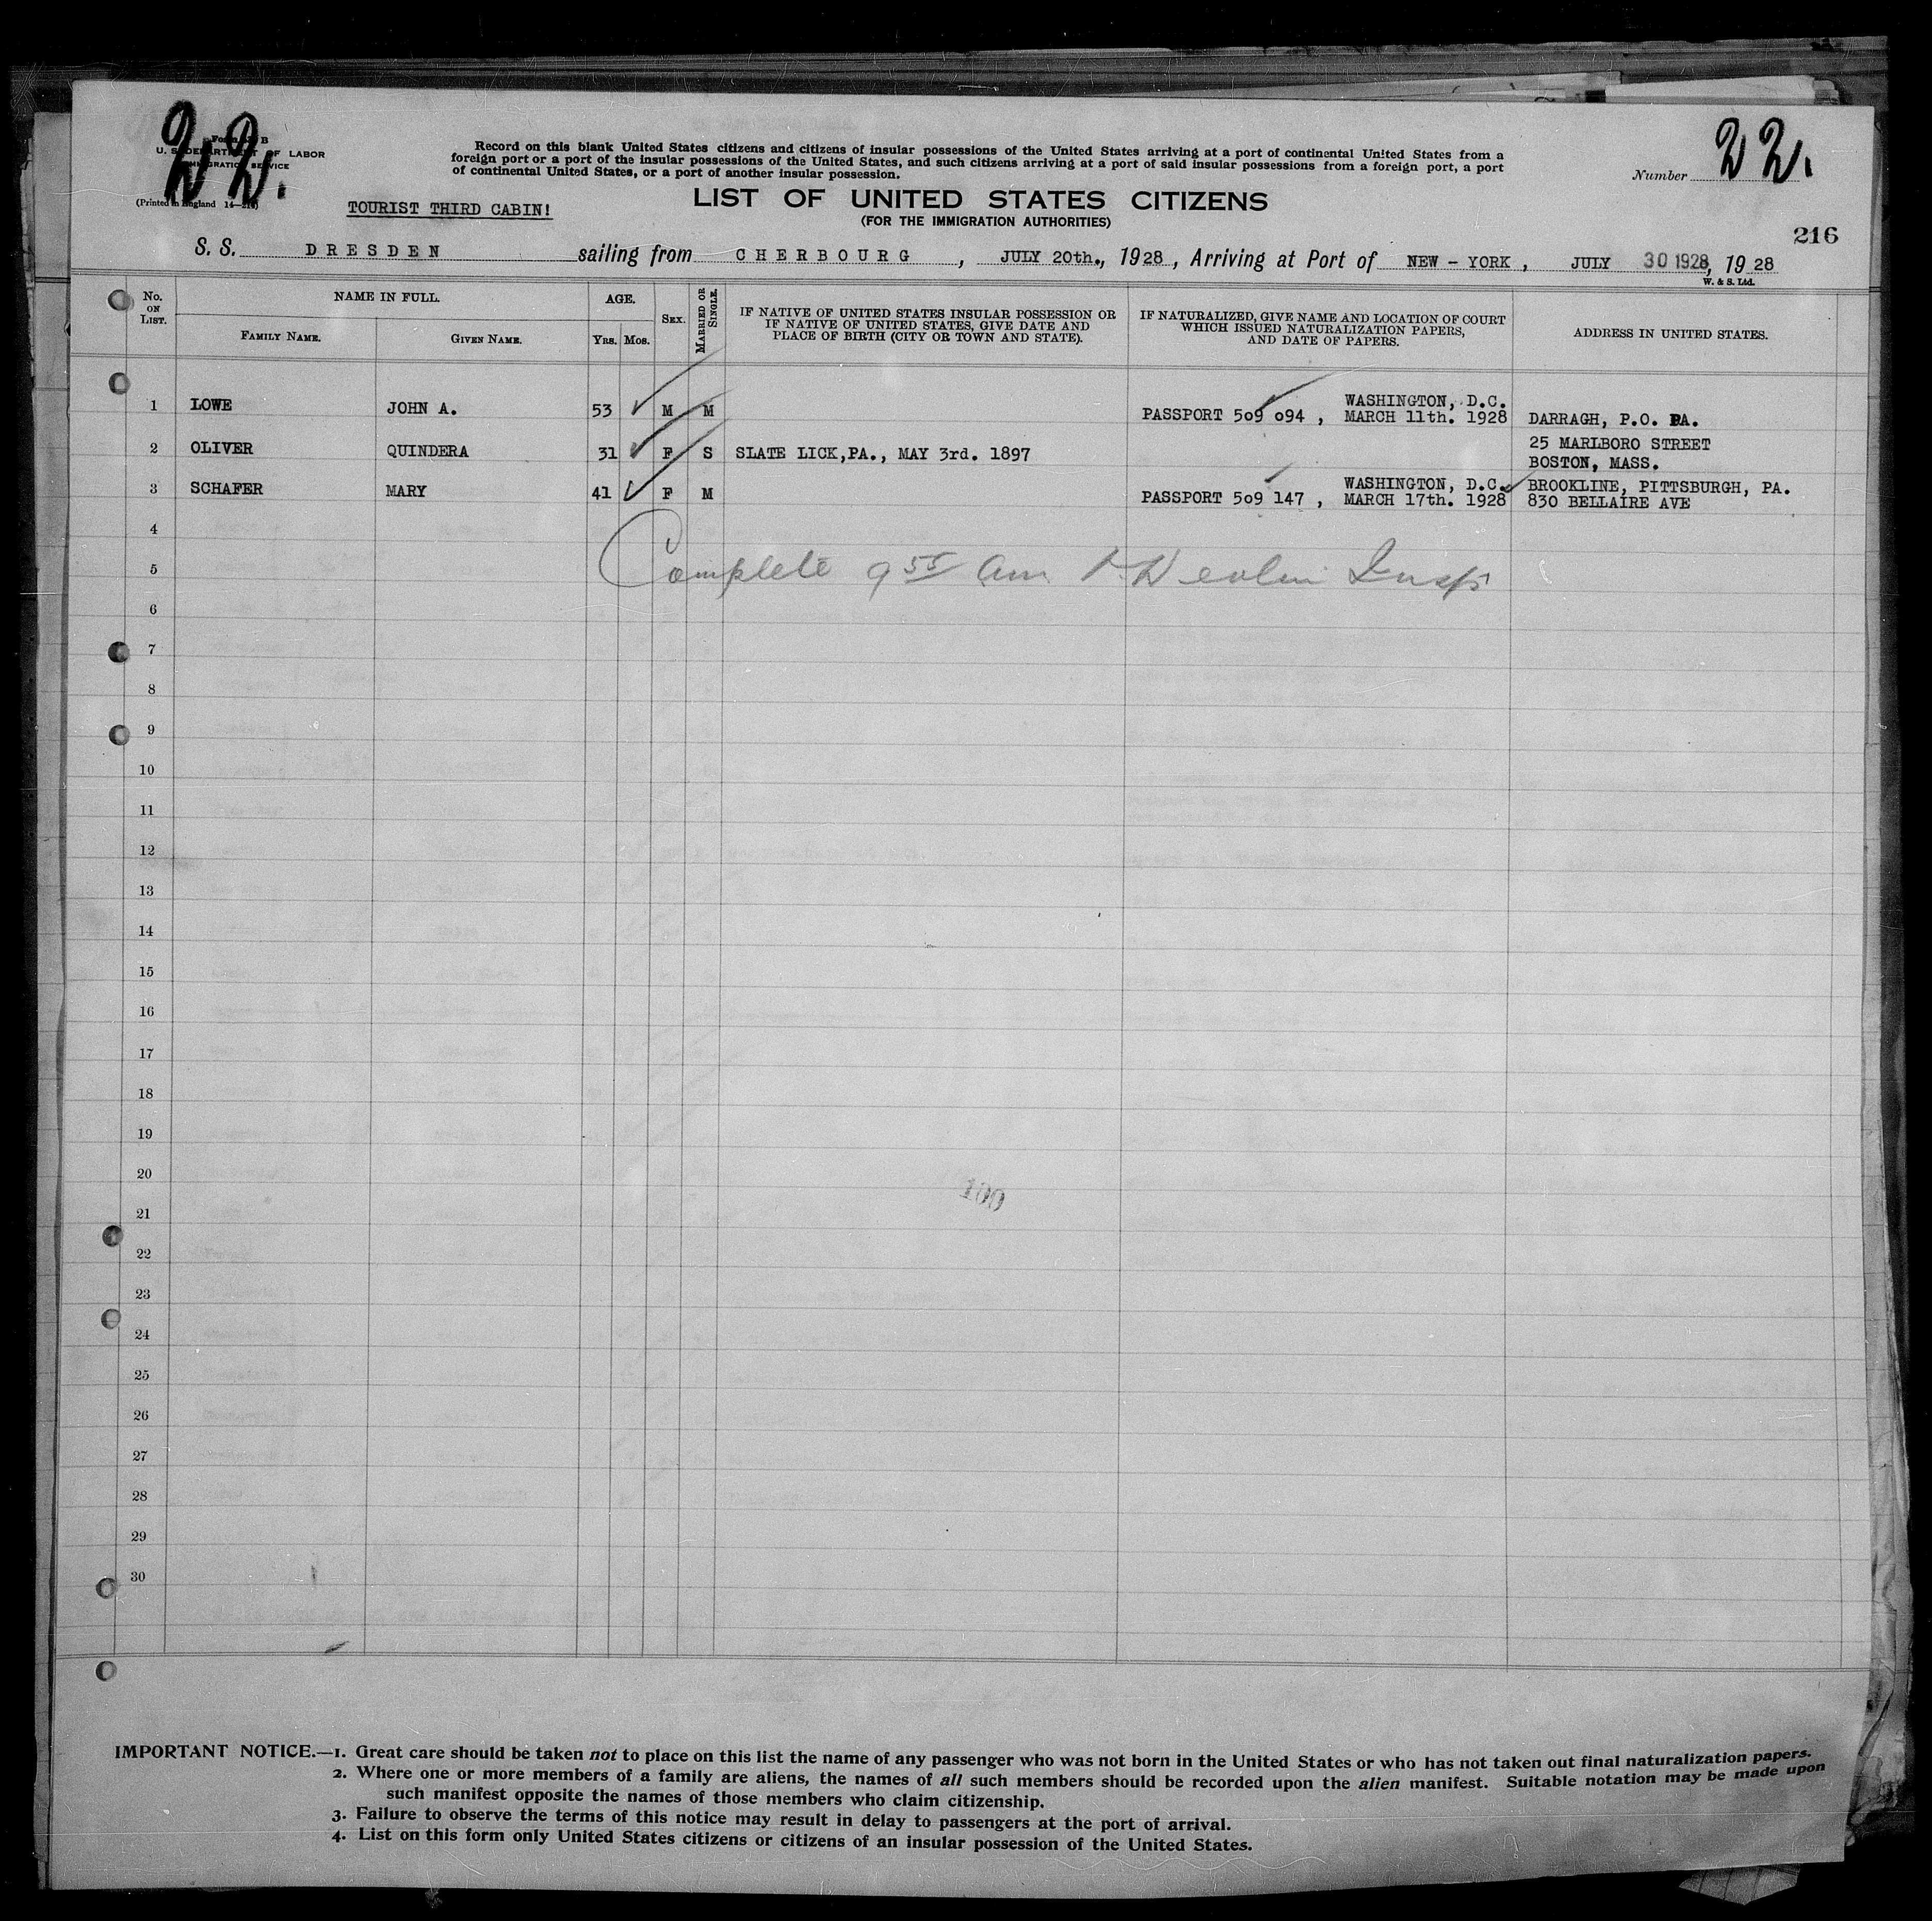 22.
22.
U. S. DEPARTMENT OF LABOR
IMMIGRATION SERVICE
(Printed in England
Record on this blank United States citizens and citizens of insular possessions of the United States arriving at a port of continental United States from a
foreign port or a port of the insular possessions of the United States, and such citizens arriving at a port of said insular possessions from a foreign port, a port
of continental United States, or a port of another insular possession.
Number
TOURIST THIRD CABIN!
LIST OF UNITED STATES CITIZENS
(FOR THE IMMIGRATION AUTHORITIES)
216
S. S. DRESDEN sailing from CHERBOURG, JULY 20th., 1928, Arriving at Port of NEW - YORK, JULY 30 1928, 1928
W. & S. Ltd.
No. ON LIST.
NAME IN FULL.
FAMILY NAME. GIVEN NAME.
AGE.
YRS. MOS.
SEX.
MARRIED OR SINGLE.
IF NATIVE OF UNITED STATES INSULAR POSSESSION OR
IF NATIVE OF UNITED STATES, GIVE DATE AND
PLACE OF BIRTH (CITY OR TOWN AND STATE).
IF NATURALIZED, GIVE NAME AND LOCATION OF COURT
WHICH ISSUED NATURALIZATION PAPERS,
AND DATE OF PAPERS.
ADDRESS IN UNITED STATES.
WASHINGTON, D.C.
1 LOWE JOHN A. 53 M M PASSPORT 509 094 , MARCH 11th. 1928 DARRAGH, P.O. PA.
2 OLIVER QUINDERA 31 F S SLATE LICK,PA., MAY 3rd. 1897 25 MARLBORO STREET
BOSTON, MASS.
3 SCHAFER MARY 41 F M WASHINGTON, D.C. BROOKLINE, PITTSBURGH, PA.
PASSPORT 509 147 , MARCH 17th. 1928 830 BELLAIRE AVE
4
5 Complete 9 55 am
6
7
8
9
10
11
12
13
14
15
16
17
18
19
20
100
21
22
23
24
25
26
27
28
29
30
IMPORTANT NOTICE.—1. Great care should be taken not to place on this list the name of any passenger who was not born in the United States or who has not taken out final naturalization papers.
2. Where one or more members of a family are aliens, the names of all such members should be recorded upon the alien manifest. Suitable notation may be made upon
such manifest opposite the names of those members who claim citizenship.
3. Failure to observe the terms of this notice may result in delay to passengers at the port of arrival.
4. List on this form only United States citizens or citizens of an insular possession of the United States.